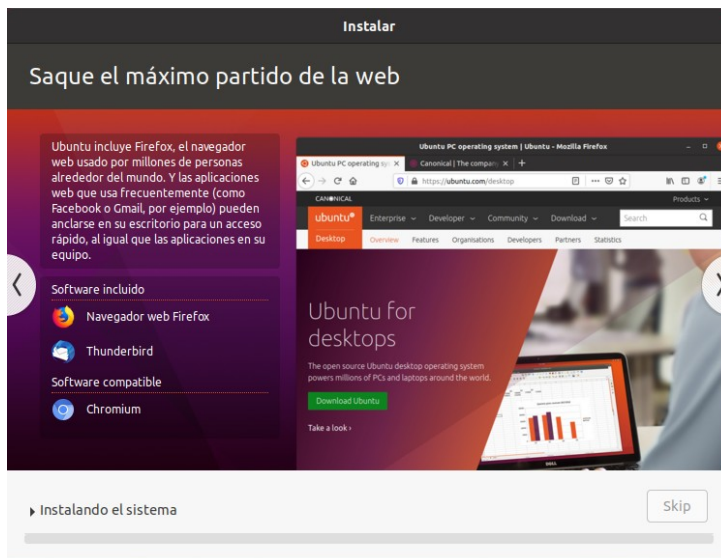 Instalar
Saque el máximo partido de la web
Ubuntu incluye Firefox, el navegador
web usado por millones de personas
alrededor del mundo. Y las aplicaciones
web que usa frecuentemente (como
Facebook o Gmail, por ejemplo) pueden
anclarse en su escritorio para un acceso
rápido, al igual que las aplicaciones en su
equipo.
Software incluido
Navegador web Firefox
Thunderbird
Software compatible
Chromium
Ubuntu PC operating system | Ubuntu - Mozilla Firefox
Ubuntu PC operating sy
Canonical | The compan
https://ubuntu.com/desktop
CANONICAL
Products
ubuntu®
Enterprise
Developer
Community
Download
Search
Desktop
Overview
Features
Organisations
Developers
Partners
Statistics
Ubuntu for
desktops
The open source Ubuntu desktop operating system
powers millions of PCs and laptops around the world.
Download Ubuntu
Take a look ›
DELL
Instalando el sistema
Skip